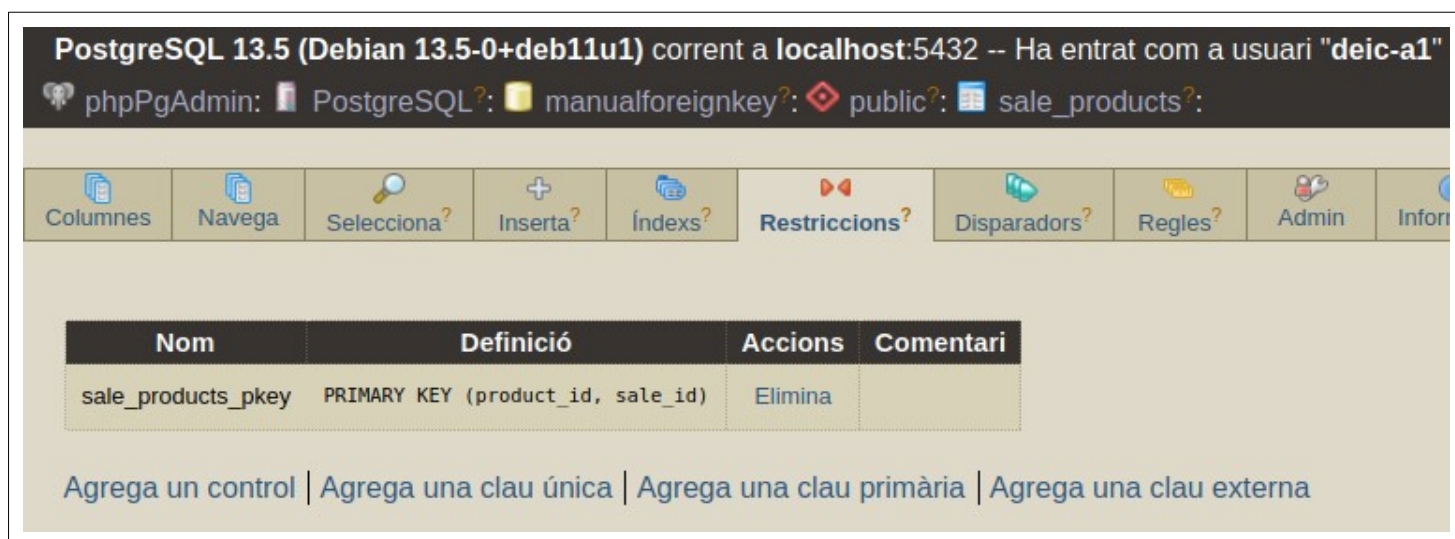 PostgreSQL 13.5 (Debian 13.5-0+deb11u1) corrent a localhost:5432 -- Ha entrat com a usuari "deic-a1"
phpPgAdmin: PostgreSQL?: manualforeignkey?: public?: sale_products?:
Columnes Navega Selecciona? Inserta? Índexs? Restriccions? Disparadors? Regles? Admin
Nom Definició Accions Comentari
sale_products_pkey PRIMARY KEY (product_id, sale_id) Elimina
Agrega un control | Agrega una clau única | Agrega una clau primària | Agrega una clau externa